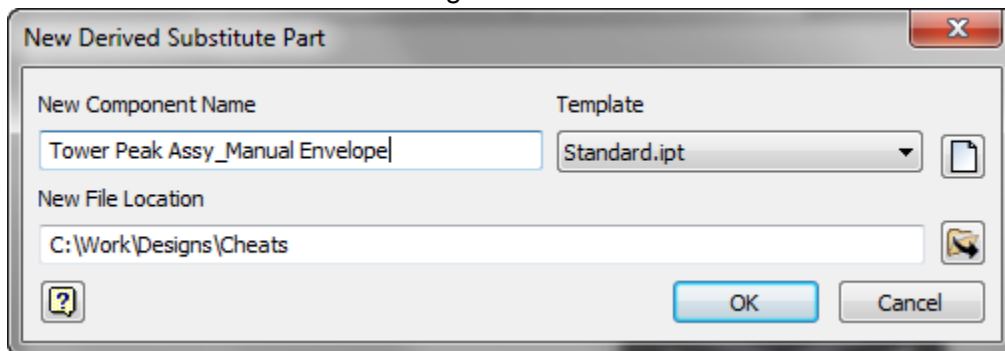 New Derived Substitute Part
New Component Name
Template
Tower Peak Assy_Manual Envelope
Standard.ipt
New File Location
C:\Work\Designs\Cheats
OK
Cancel